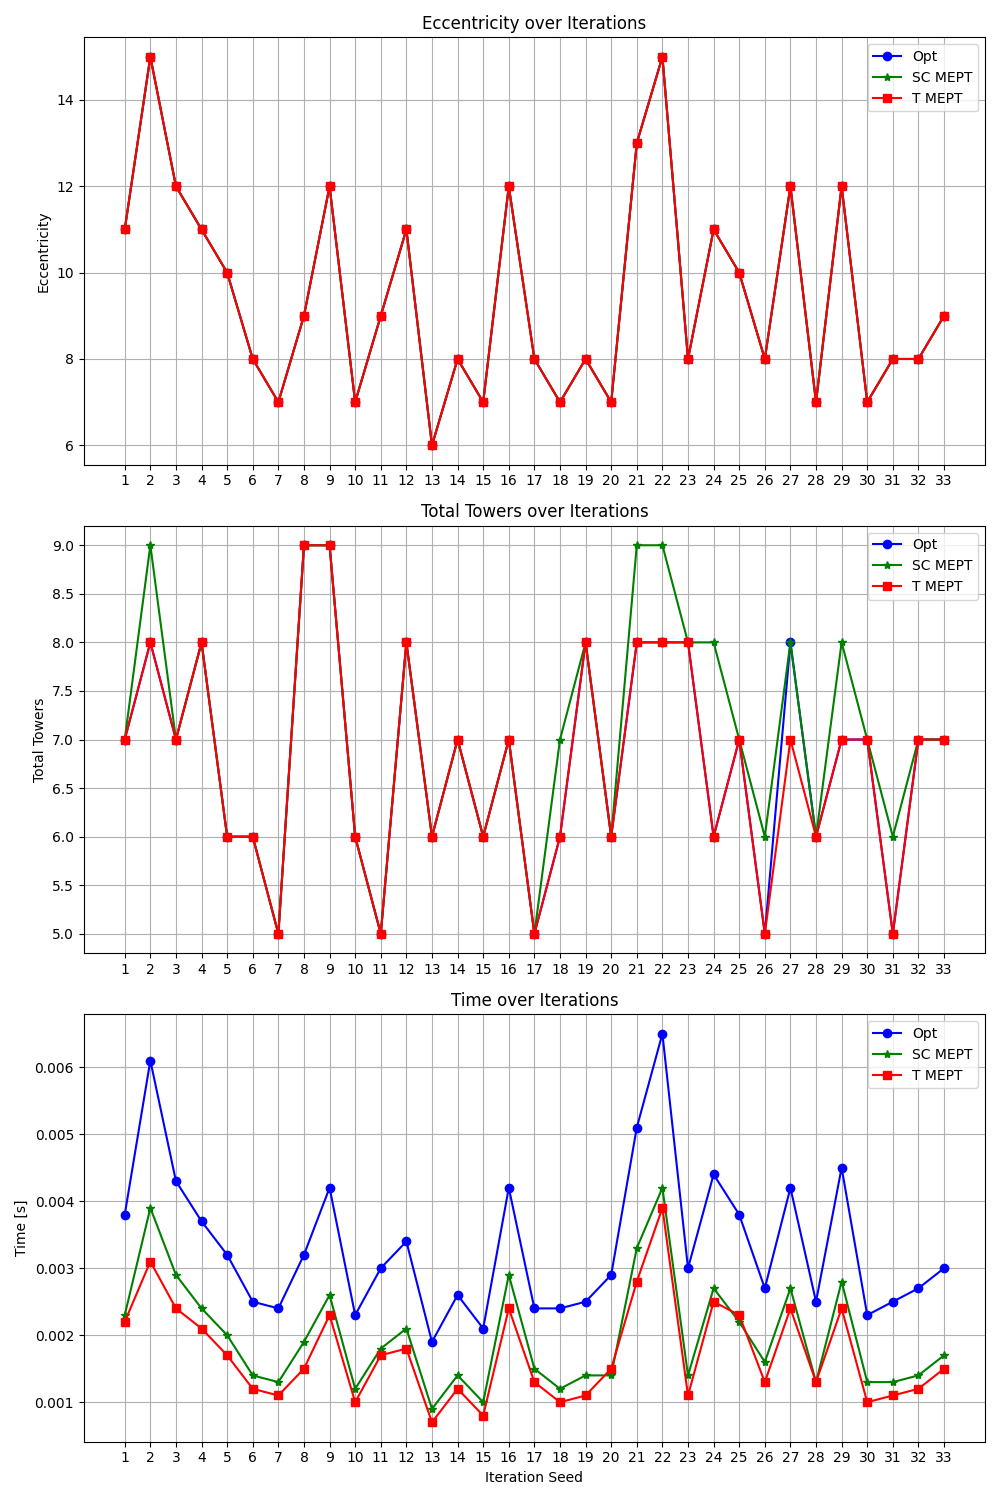 Eccentricity over Iterations
Opt
SC MEPT
T MEPT
14
12
10
8
6
Eccentricity
1 2 3 4 5 6 7 8 9 10 11 12 13 14 15 16 17 18 19 20 21 22 23 24 25 26 27 28 29 30 31 32 33
Total Towers over Iterations
Opt
SC MEPT
T MEPT
9.0
8.5
8.0
7.5
7.0
6.5
6.0
5.5
5.0
Total Towers
1 2 3 4 5 6 7 8 9 10 11 12 13 14 15 16 17 18 19 20 21 22 23 24 25 26 27 28 29 30 31 32 33
Time over Iterations
Opt
SC MEPT
T MEPT
0.006
0.005
0.004
0.003
0.002
0.001
Time [s]
1 2 3 4 5 6 7 8 9 10 11 12 13 14 15 16 17 18 19 20 21 22 23 24 25 26 27 28 29 30 31 32 33
Iteration Seed